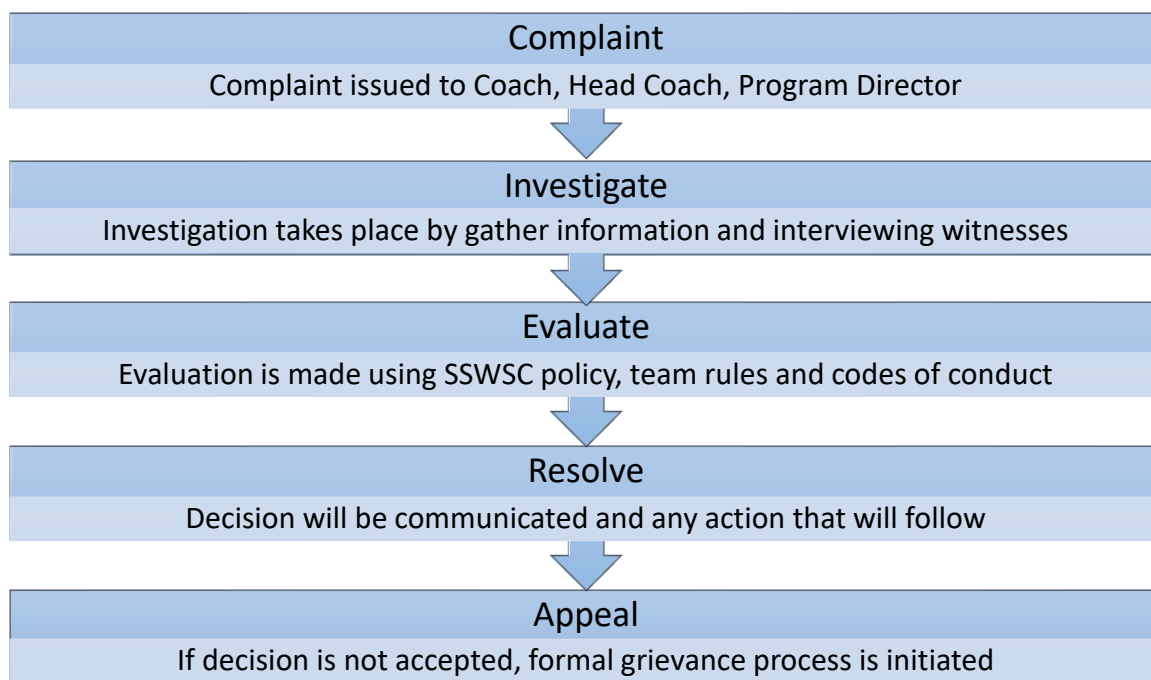 Complaint
Complaint issued to Coach, Head Coach, Program Director
Investigate
Investigation takes place by gather information and interviewing witnesses
Evaluate
Evaluation is made using SSWSC policy, team rules and codes of conduct
Resolve
Decision will be communicated and any action that will follow
Appeal
If decision is not accepted, formal grievance process is initiated